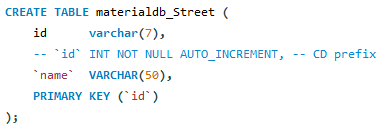 CREATE TABLE materialdb_Street (
    id      varchar(7),
    -- `id` INT NOT NULL AUTO_INCREMENT, -- CD prefix
    `name`  VARCHAR(50),
    PRIMARY KEY (`id`)
);